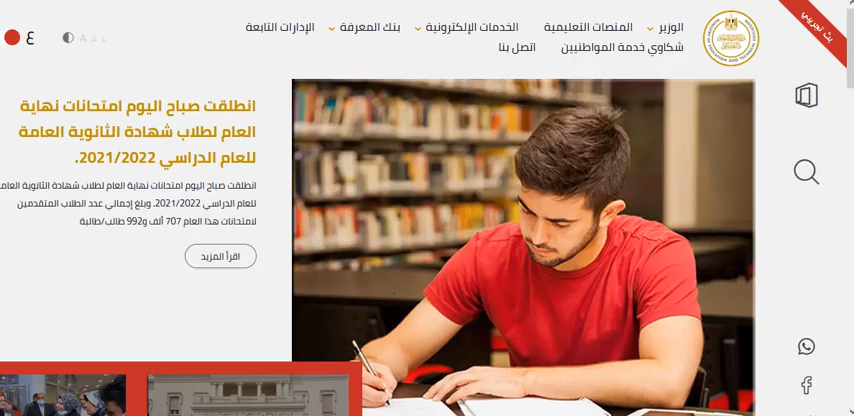 بث تجريبي
الوزير
المنصات التعليمية
الخدمات الإلكترونية
بنك المعرفة
الإدارات التابعة
شكاوي خدمة المواطنيين
اتصل بنا
A A A
ع
انطلقت صباح اليوم امتحانات نهاية
العام لطلاب شهادة الثانوية العامة
للعام الدراسي 2021/2022.
انطلقت صباح اليوم امتحانات نهاية العام لطلاب شهادة الثانوية العامة
للعام الدراسي 2021/2022. وبلغ إجمالي عدد الطلاب المتقدمين
لامتحانات هذا العام 707 ألف و992 طالب/طالبة
اقرأ المزيد